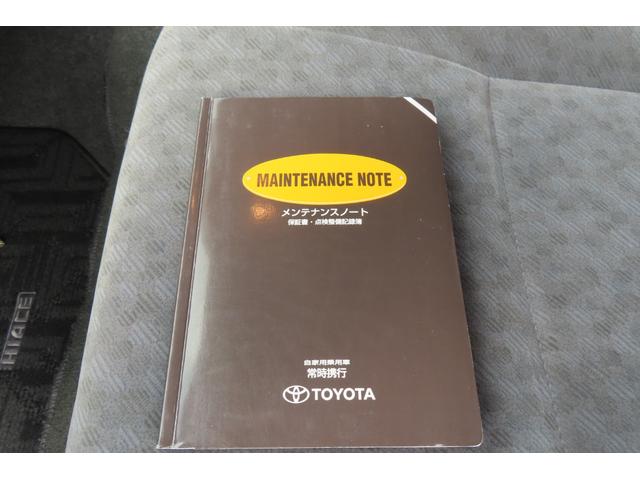 MAINTENANCE NOTE
メンテナンスノート
保証書・点検整備記録簿
自家用乗用車
常時携行
TOYOTA
HIACE